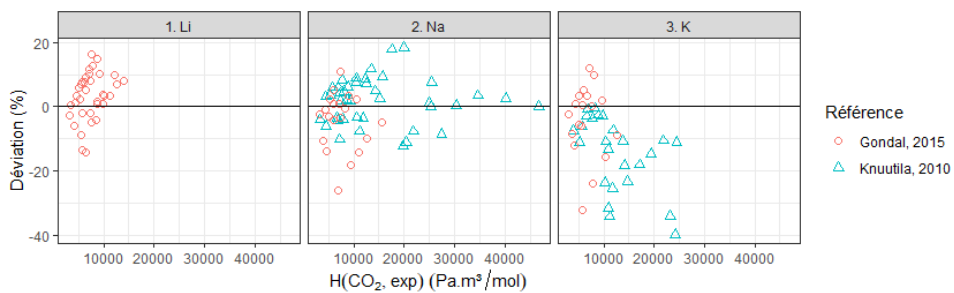 1. Li
2. Na
3. K
20
0
-20
-40
Déviation (%)
10000 20000 30000 40000
10000 20000 30000 40000
10000 20000 30000 40000
H(CO₂, exp) (Pa.m³/mol)
Référence
Gondal, 2015
Knuutila, 2010